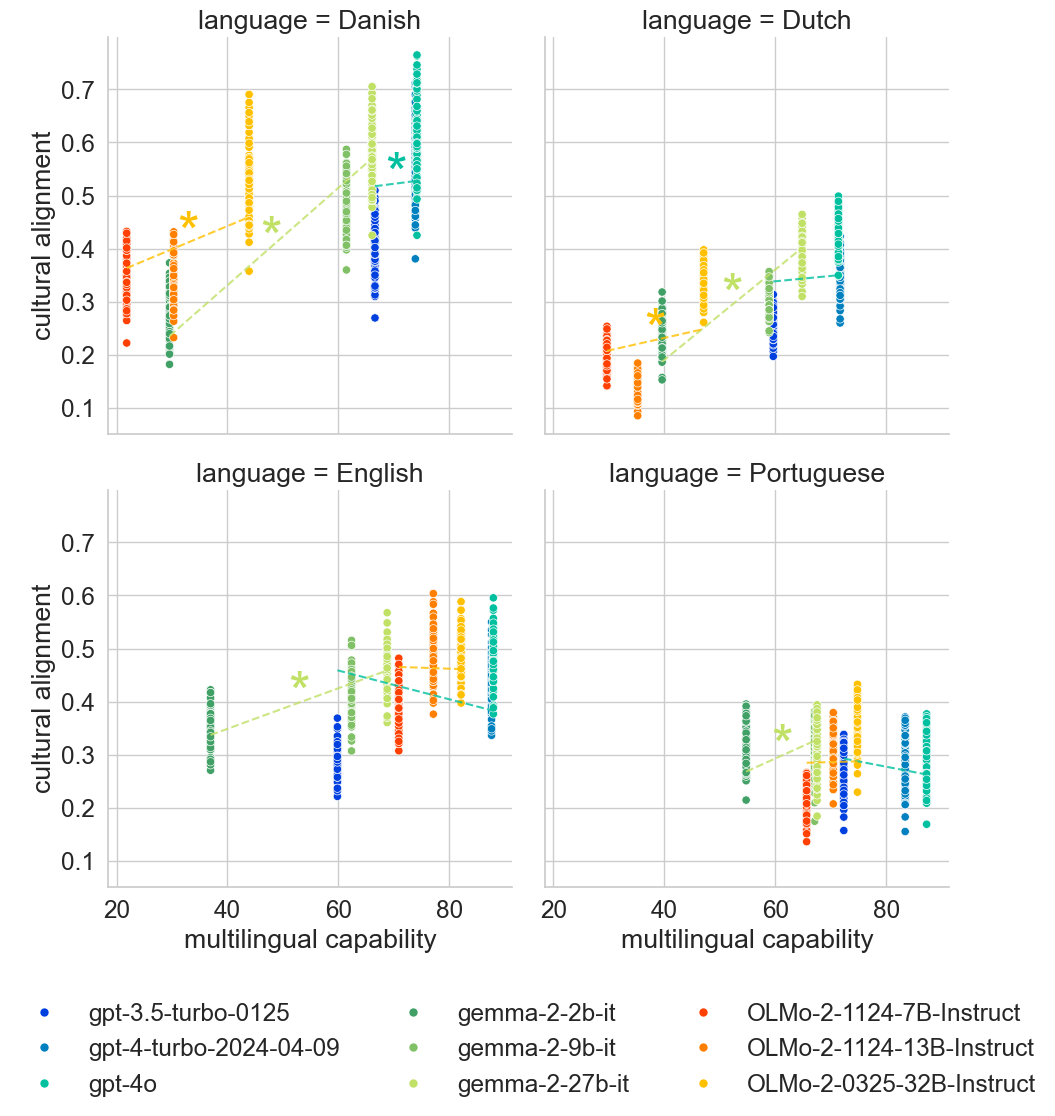 language = Danish
language = Dutch
0.7
0.6
0.5
0.4
0.3
0.2
0.1
cultural alignment
*
*
*
*
*
language = English
language = Portuguese
0.7
0.6
0.5
0.4
0.3
0.2
0.1
cultural alignment
*
*
20 40 60 80
20 40 60 80
multilingual capability
multilingual capability
gpt-3.5-turbo-0125
gpt-4-turbo-2024-04-09
gpt-4o
gemma-2-2b-it
gemma-2-9b-it
gemma-2-27b-it
OLMo-2-1124-7B-Instruct
OLMo-2-1124-13B-Instruct
OLMo-2-0325-32B-Instruct